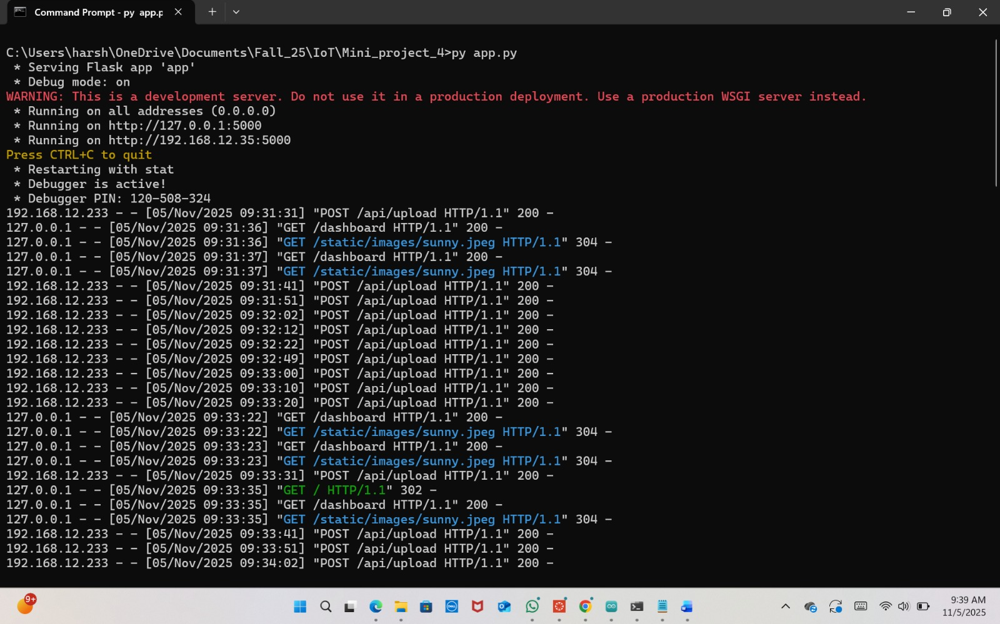 Command Prompt - py  app.p
C:\Users\harsh\OneDrive\Documents\Fall_25\IoT\Mini_project_4>py app.py
 * Serving Flask app 'app'
 * Debug mode: on
WARNING: This is a development server. Do not use it in a production deployment. Use a production WSGI server instead.
 * Running on all addresses (0.0.0.0)
 * Running on http://127.0.0.1:5000
 * Running on http://192.168.12.35:5000
Press CTRL+C to quit
 * Restarting with stat
 * Debugger is active!
 * Debugger PIN: 120-508-324
192.168.12.233 - - [05/Nov/2025 09:31:31] "POST /api/upload HTTP/1.1" 200 -
127.0.0.1 - - [05/Nov/2025 09:31:36] "GET /dashboard HTTP/1.1" 200 -
127.0.0.1 - - [05/Nov/2025 09:31:36] "GET /static/images/sunny.jpeg HTTP/1.1" 304 -
127.0.0.1 - - [05/Nov/2025 09:31:37] "GET /dashboard HTTP/1.1" 200 -
127.0.0.1 - - [05/Nov/2025 09:31:37] "GET /static/images/sunny.jpeg HTTP/1.1" 304 -
192.168.12.233 - - [05/Nov/2025 09:31:41] "POST /api/upload HTTP/1.1" 200 -
192.168.12.233 - - [05/Nov/2025 09:31:51] "POST /api/upload HTTP/1.1" 200 -
192.168.12.233 - - [05/Nov/2025 09:32:02] "POST /api/upload HTTP/1.1" 200 -
192.168.12.233 - - [05/Nov/2025 09:32:12] "POST /api/upload HTTP/1.1" 200 -
192.168.12.233 - - [05/Nov/2025 09:32:22] "POST /api/upload HTTP/1.1" 200 -
192.168.12.233 - - [05/Nov/2025 09:32:49] "POST /api/upload HTTP/1.1" 200 -
192.168.12.233 - - [05/Nov/2025 09:33:00] "POST /api/upload HTTP/1.1" 200 -
192.168.12.233 - - [05/Nov/2025 09:33:10] "POST /api/upload HTTP/1.1" 200 -
192.168.12.233 - - [05/Nov/2025 09:33:20] "POST /api/upload HTTP/1.1" 200 -
127.0.0.1 - - [05/Nov/2025 09:33:22] "GET /dashboard HTTP/1.1" 200 -
127.0.0.1 - - [05/Nov/2025 09:33:22] "GET /static/images/sunny.jpeg HTTP/1.1" 304 -
127.0.0.1 - - [05/Nov/2025 09:33:23] "GET /dashboard HTTP/1.1" 200 -
127.0.0.1 - - [05/Nov/2025 09:33:23] "GET /static/images/sunny.jpeg HTTP/1.1" 304 -
192.168.12.233 - - [05/Nov/2025 09:33:31] "POST /api/upload HTTP/1.1" 200 -
127.0.0.1 - - [05/Nov/2025 09:33:35] "GET / HTTP/1.1" 302 -
127.0.0.1 - - [05/Nov/2025 09:33:35] "GET /dashboard HTTP/1.1" 200 -
127.0.0.1 - - [05/Nov/2025 09:33:35] "GET /static/images/sunny.jpeg HTTP/1.1" 304 -
192.168.12.233 - - [05/Nov/2025 09:33:41] "POST /api/upload HTTP/1.1" 200 -
192.168.12.233 - - [05/Nov/2025 09:33:51] "POST /api/upload HTTP/1.1" 200 -
192.168.12.233 - - [05/Nov/2025 09:34:02] "POST /api/upload HTTP/1.1" 200 -
9+
9:39 AM
11/5/2025